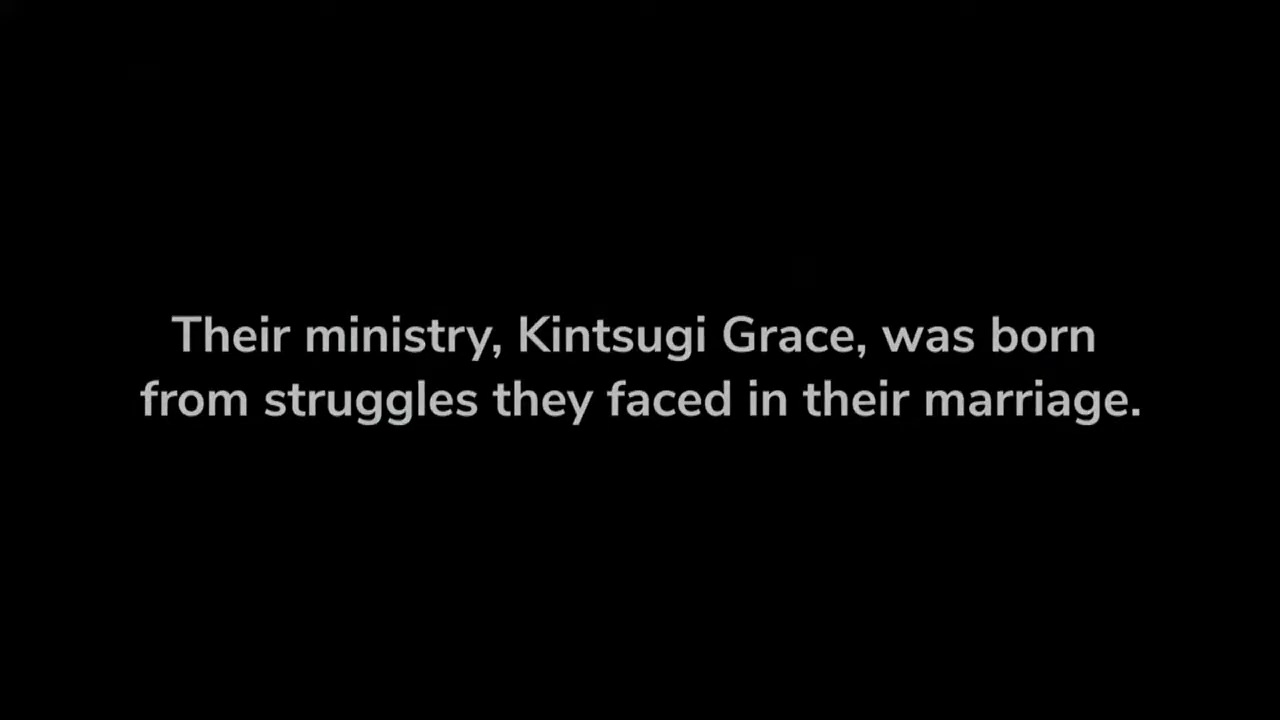 Their ministry, Kintsugi Grace, was born
from struggles they faced in their marriage.